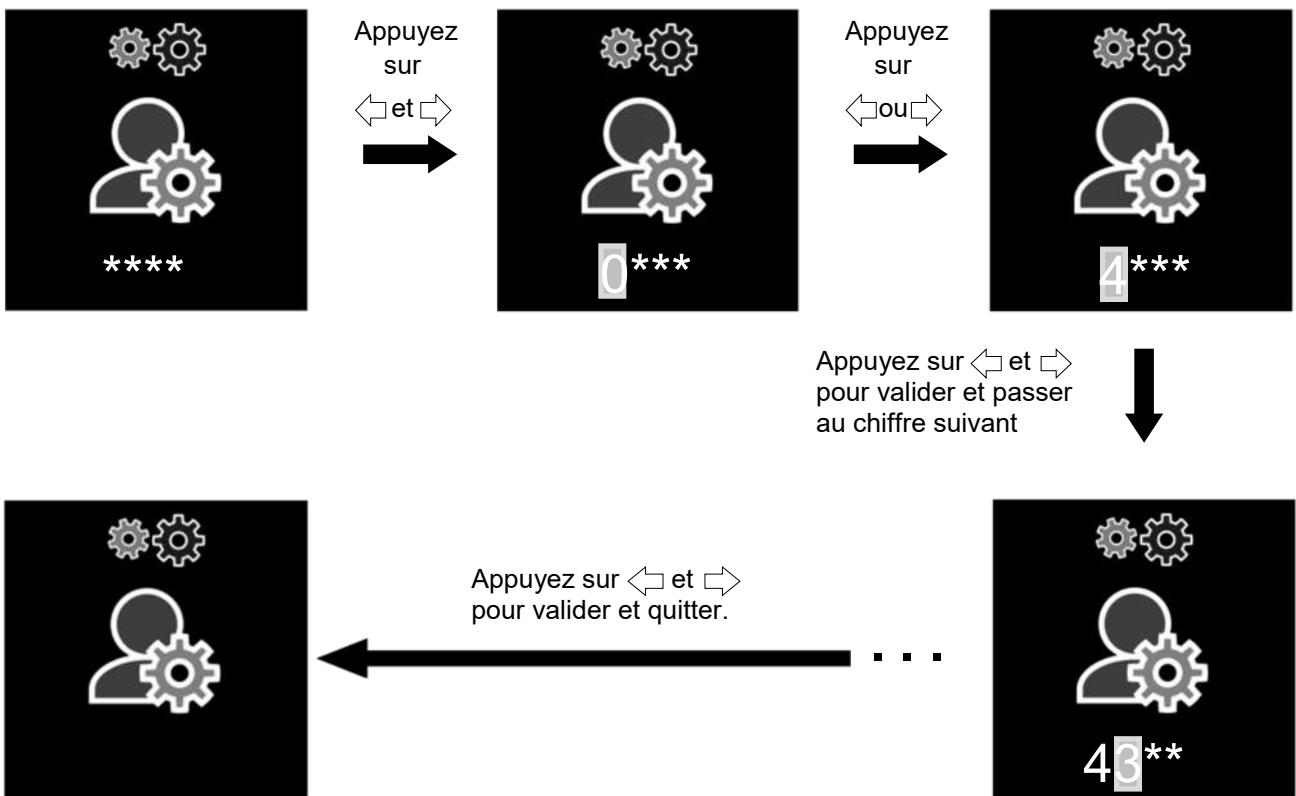 Appuyez
sur
⇦ et ⇨
Appuyez
sur
⇦ou⇨
****
0***
4***
Appuyez sur ⇦ et ⇨
pour valider et passer
au chiffre suivant
Appuyez sur ⇦ et ⇨
pour valider et quitter.
. . .
43**